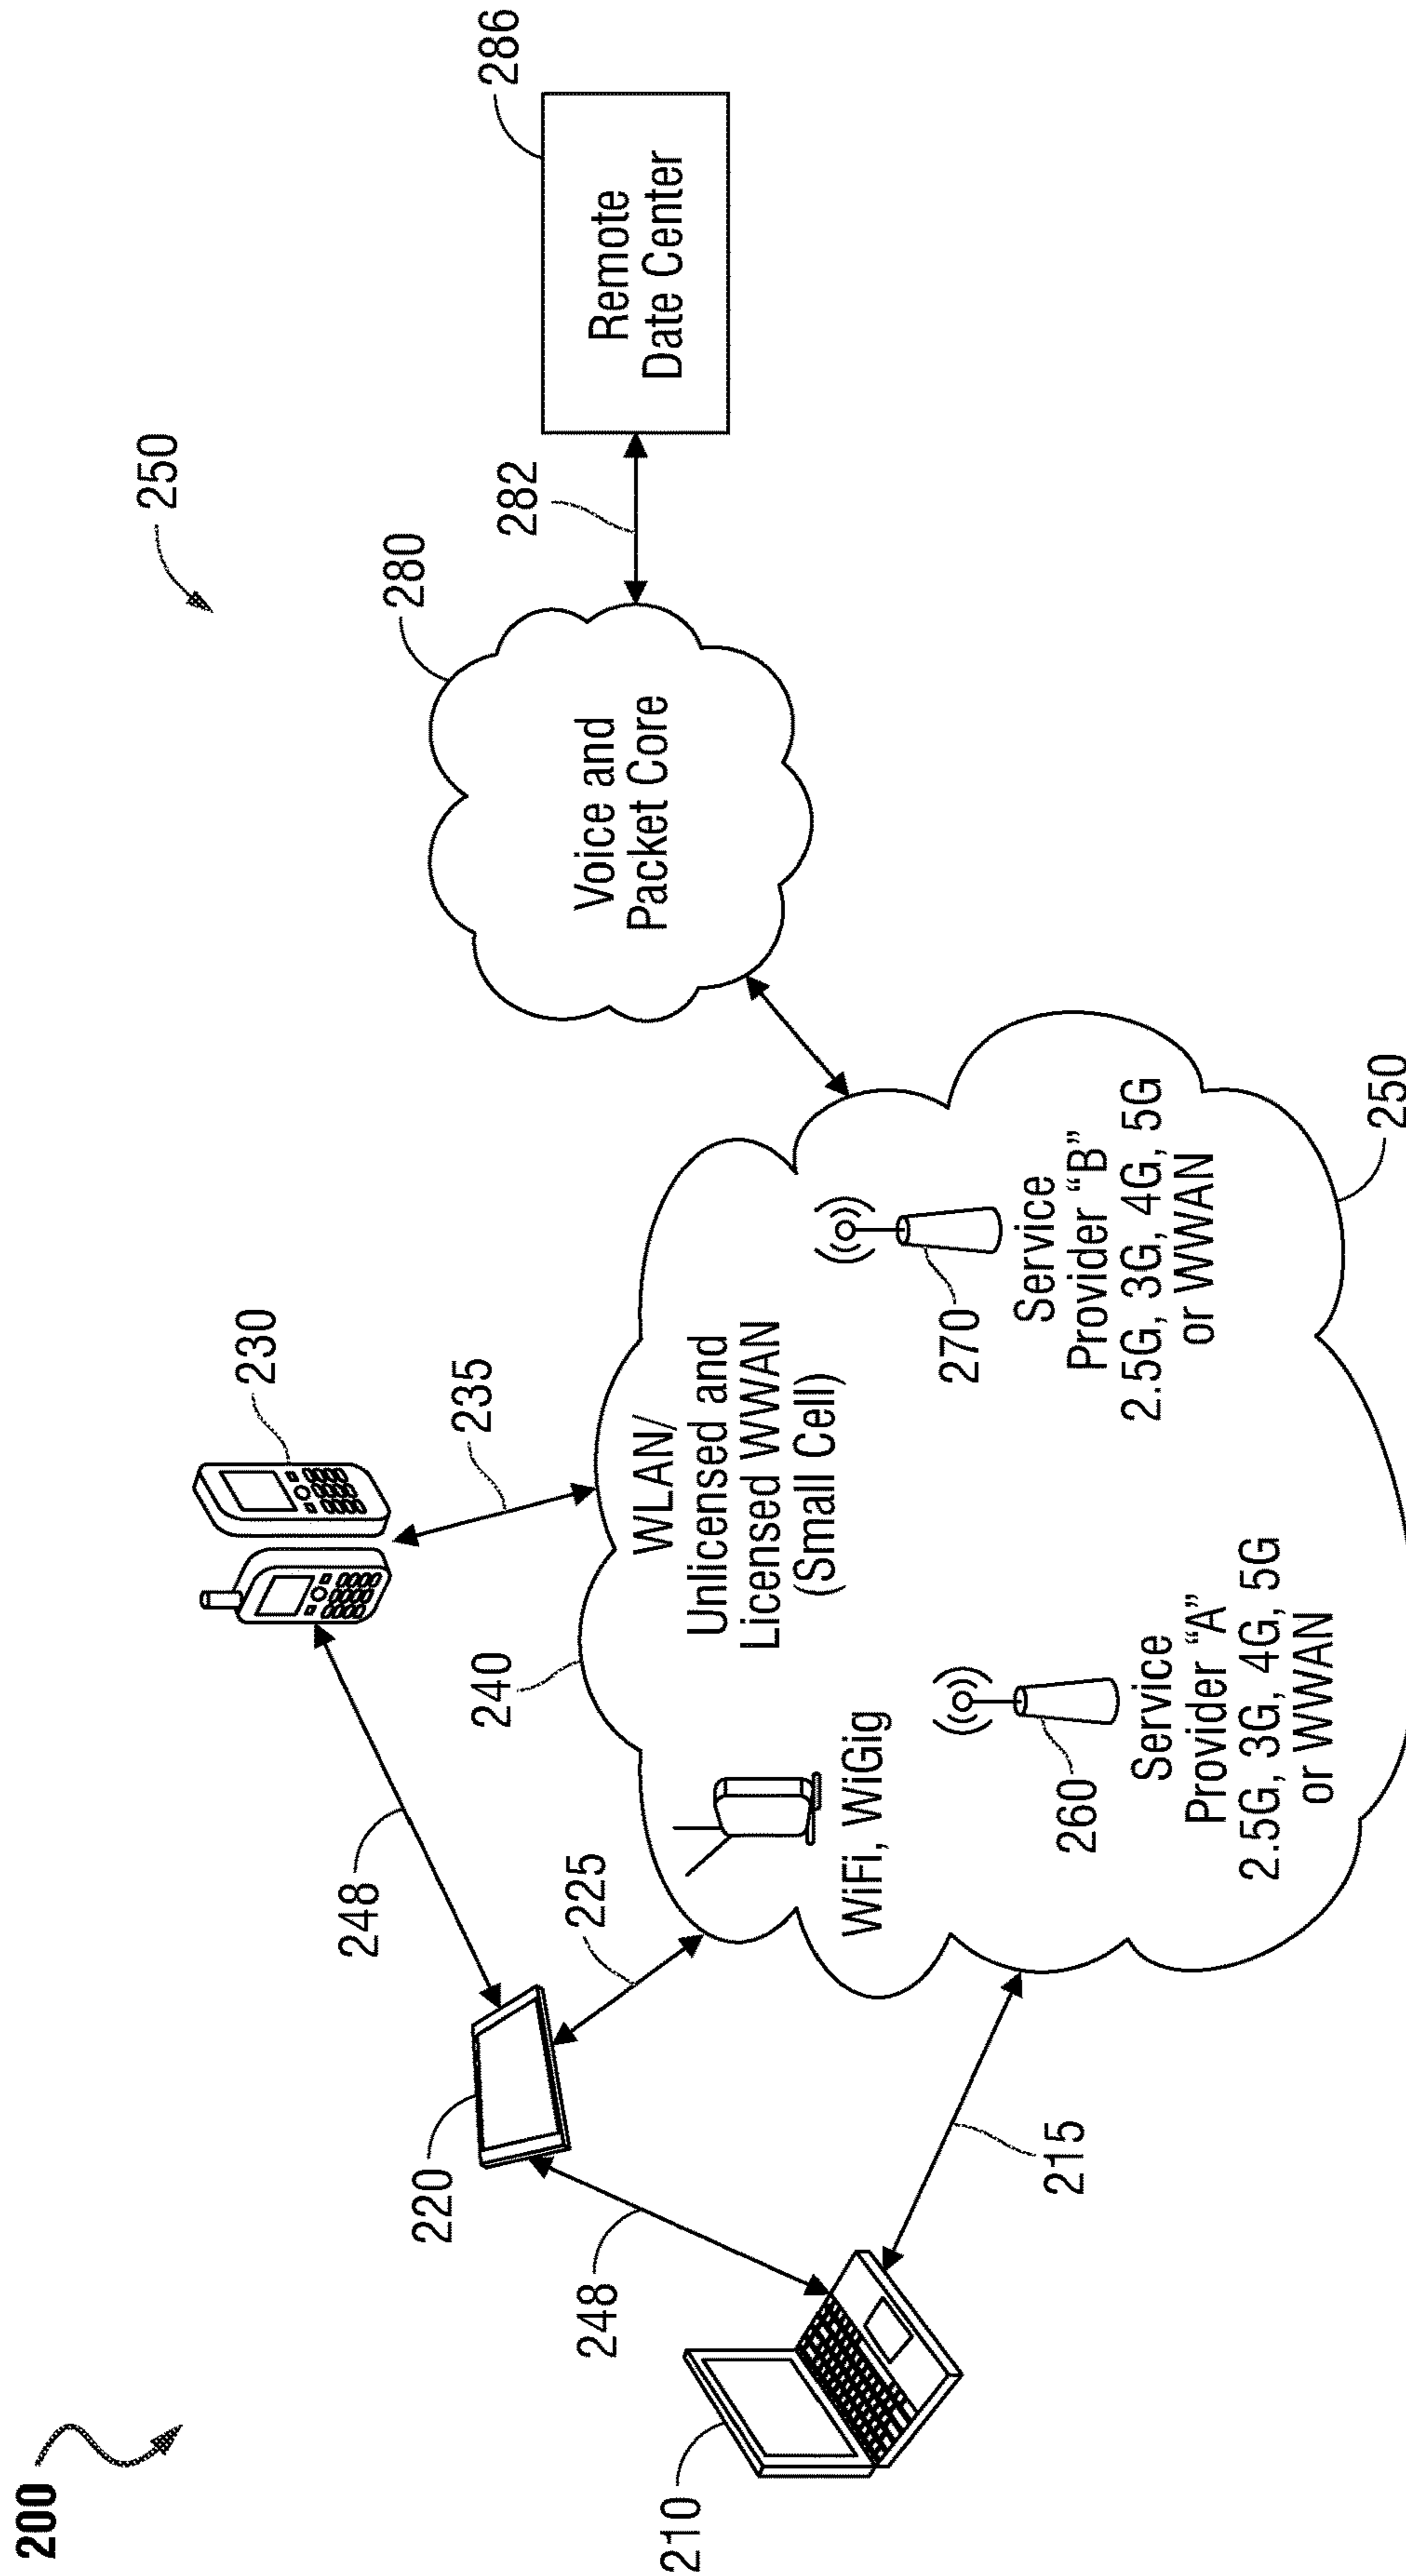 200
250
230
235
248
240
220
225
248
210
215
WLAN/
Unlicensed and
Licensed WWAN
(Small Cell)
WiFi, WiGig
260
Service
Provider “A”
2.5G, 3G, 4G, 5G
or WWAN
270
Service
Provider “B”
2.5G, 3G, 4G, 5G
or WWAN
250
280
Voice and
Packet Core
282
286
Remote
Date Center